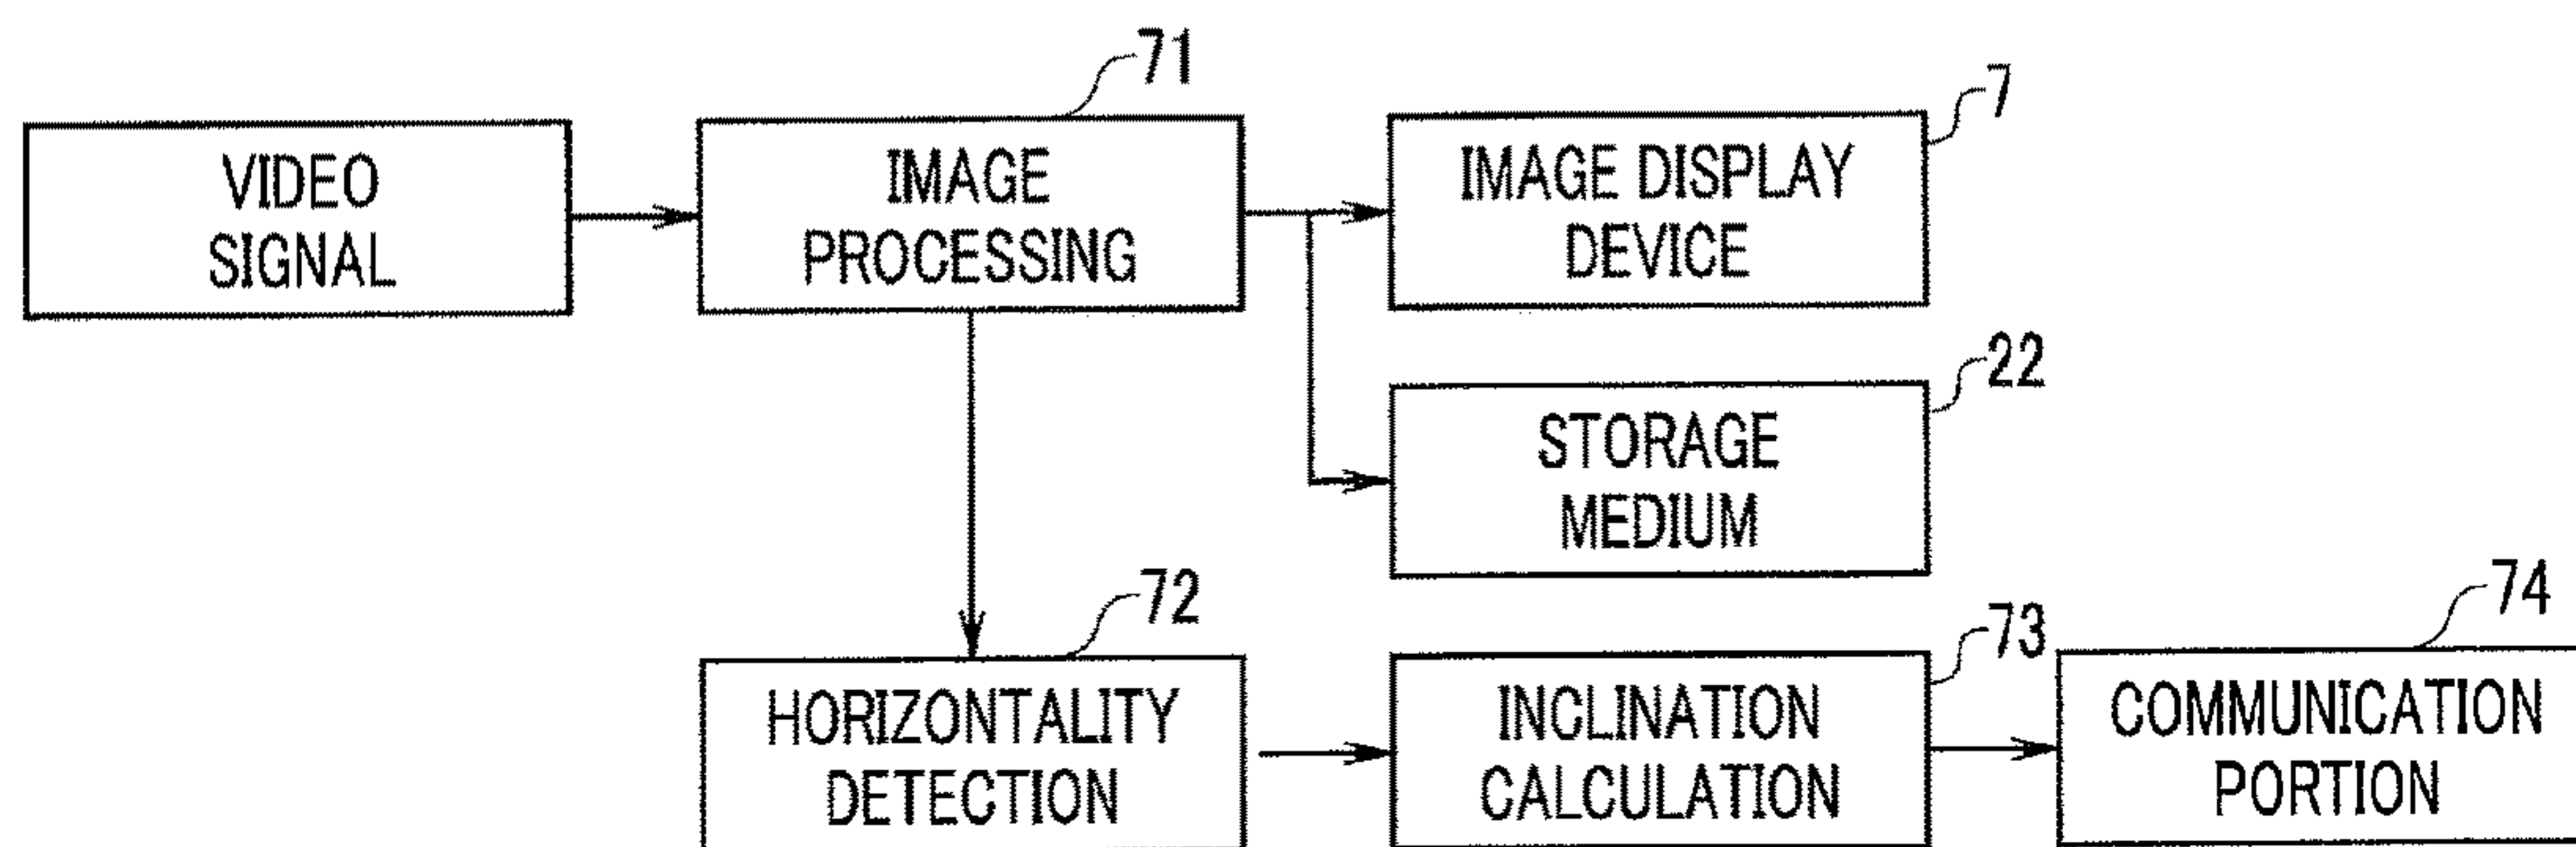 71
VIDEO
SIGNAL
IMAGE
PROCESSING
7
IMAGE DISPLAY
DEVICE
22
STORAGE
MEDIUM
72
HORIZONTALITY
DETECTION
73
INCLINATION
CALCULATION
74
COMMUNICATION
PORTION